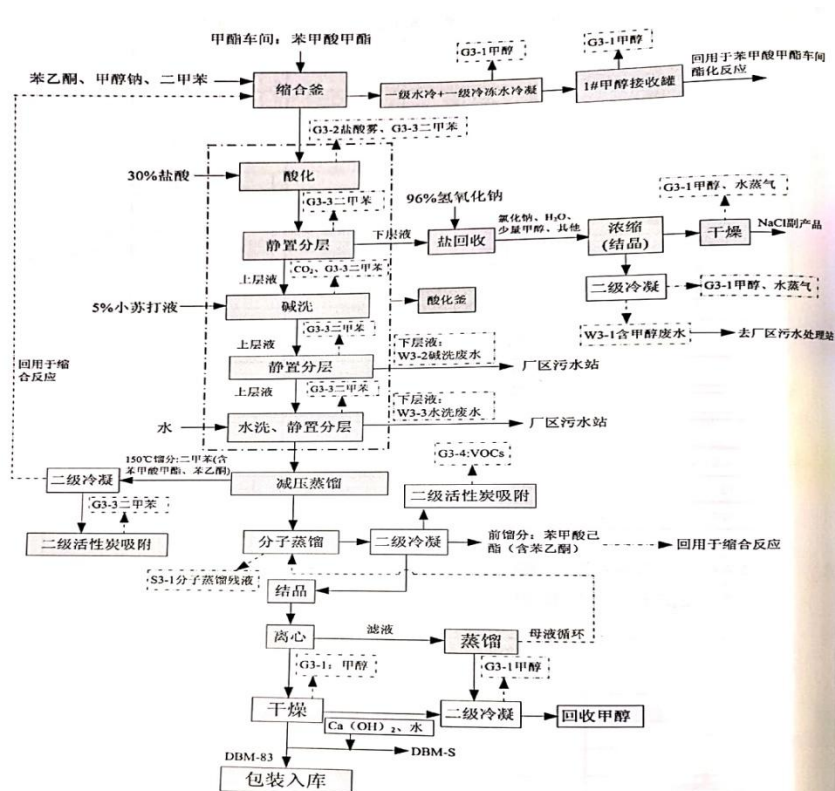 甲酯车间：苯甲酸甲酯
G3-1甲醇
G3-1甲醇
回用于苯甲酸甲酯车间
酯化反应
苯乙酮、甲醇钠、二甲苯
缩合釜
一级水冷+一级冷冻水冷凝
1#甲醇接收罐
G3-2盐酸雾、G3-3二甲苯
30%盐酸
酸化
G3-3二甲苯
96%氢氧化钠
G3-1甲醇、水蒸气
静置分层
下层液
盐回收
氯化钠、H₂O、
少量甲醇、其他
浓缩
(结晶)
干燥
NaCl副产品
上层液
CO₂、G3-3二甲苯
5%小苏打液
碱洗
酸化釜
二级冷凝
G3-1甲醇、水蒸气
G3-3二甲苯
上层液
下层液：
W3-2碱洗废水
W3-1含甲醇废水
去厂区污水处理站
静置分层
厂区污水站
回用于缩
合反应
上层液
G3-3二甲苯
下层液：
W3-3水洗废水
水
水洗、静置分层
厂区污水站
150℃馏分:二甲苯(含
苯甲酸甲酯、苯乙酮)
G3-4:VOCs
二级冷凝
减压蒸馏
二级活性炭吸附
G3-3二甲苯
二级活性炭吸附
分子蒸馏
二级冷凝
前馏分：苯甲酸己
酯（含苯乙酮）
回用于缩合反应
S3-1分子蒸馏残液
结晶
离心
滤液
蒸馏
母液循环
G3-1：甲醇
G3-1甲醇
干燥
二级冷凝
回收甲醇
Ca（OH）₂、水
DBM-83
DBM-S
包装入库